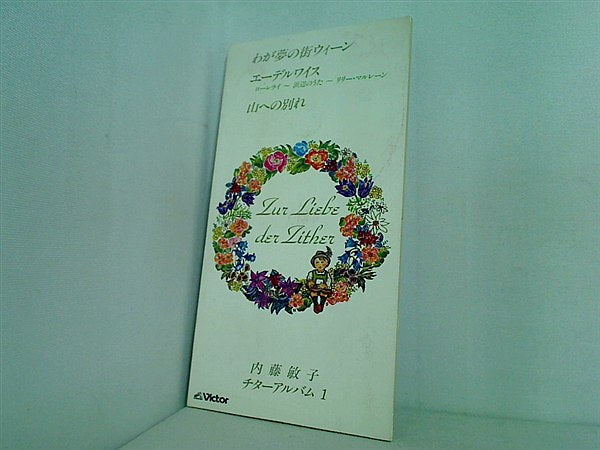 わが夢の街ウィーン
エーデルワイス
ローレライ〜浜辺のうた〜リリー・マルレーン
山への別れ
Zur Liebe
der Zither
内藤敏子
チターアルバム 1
Victor